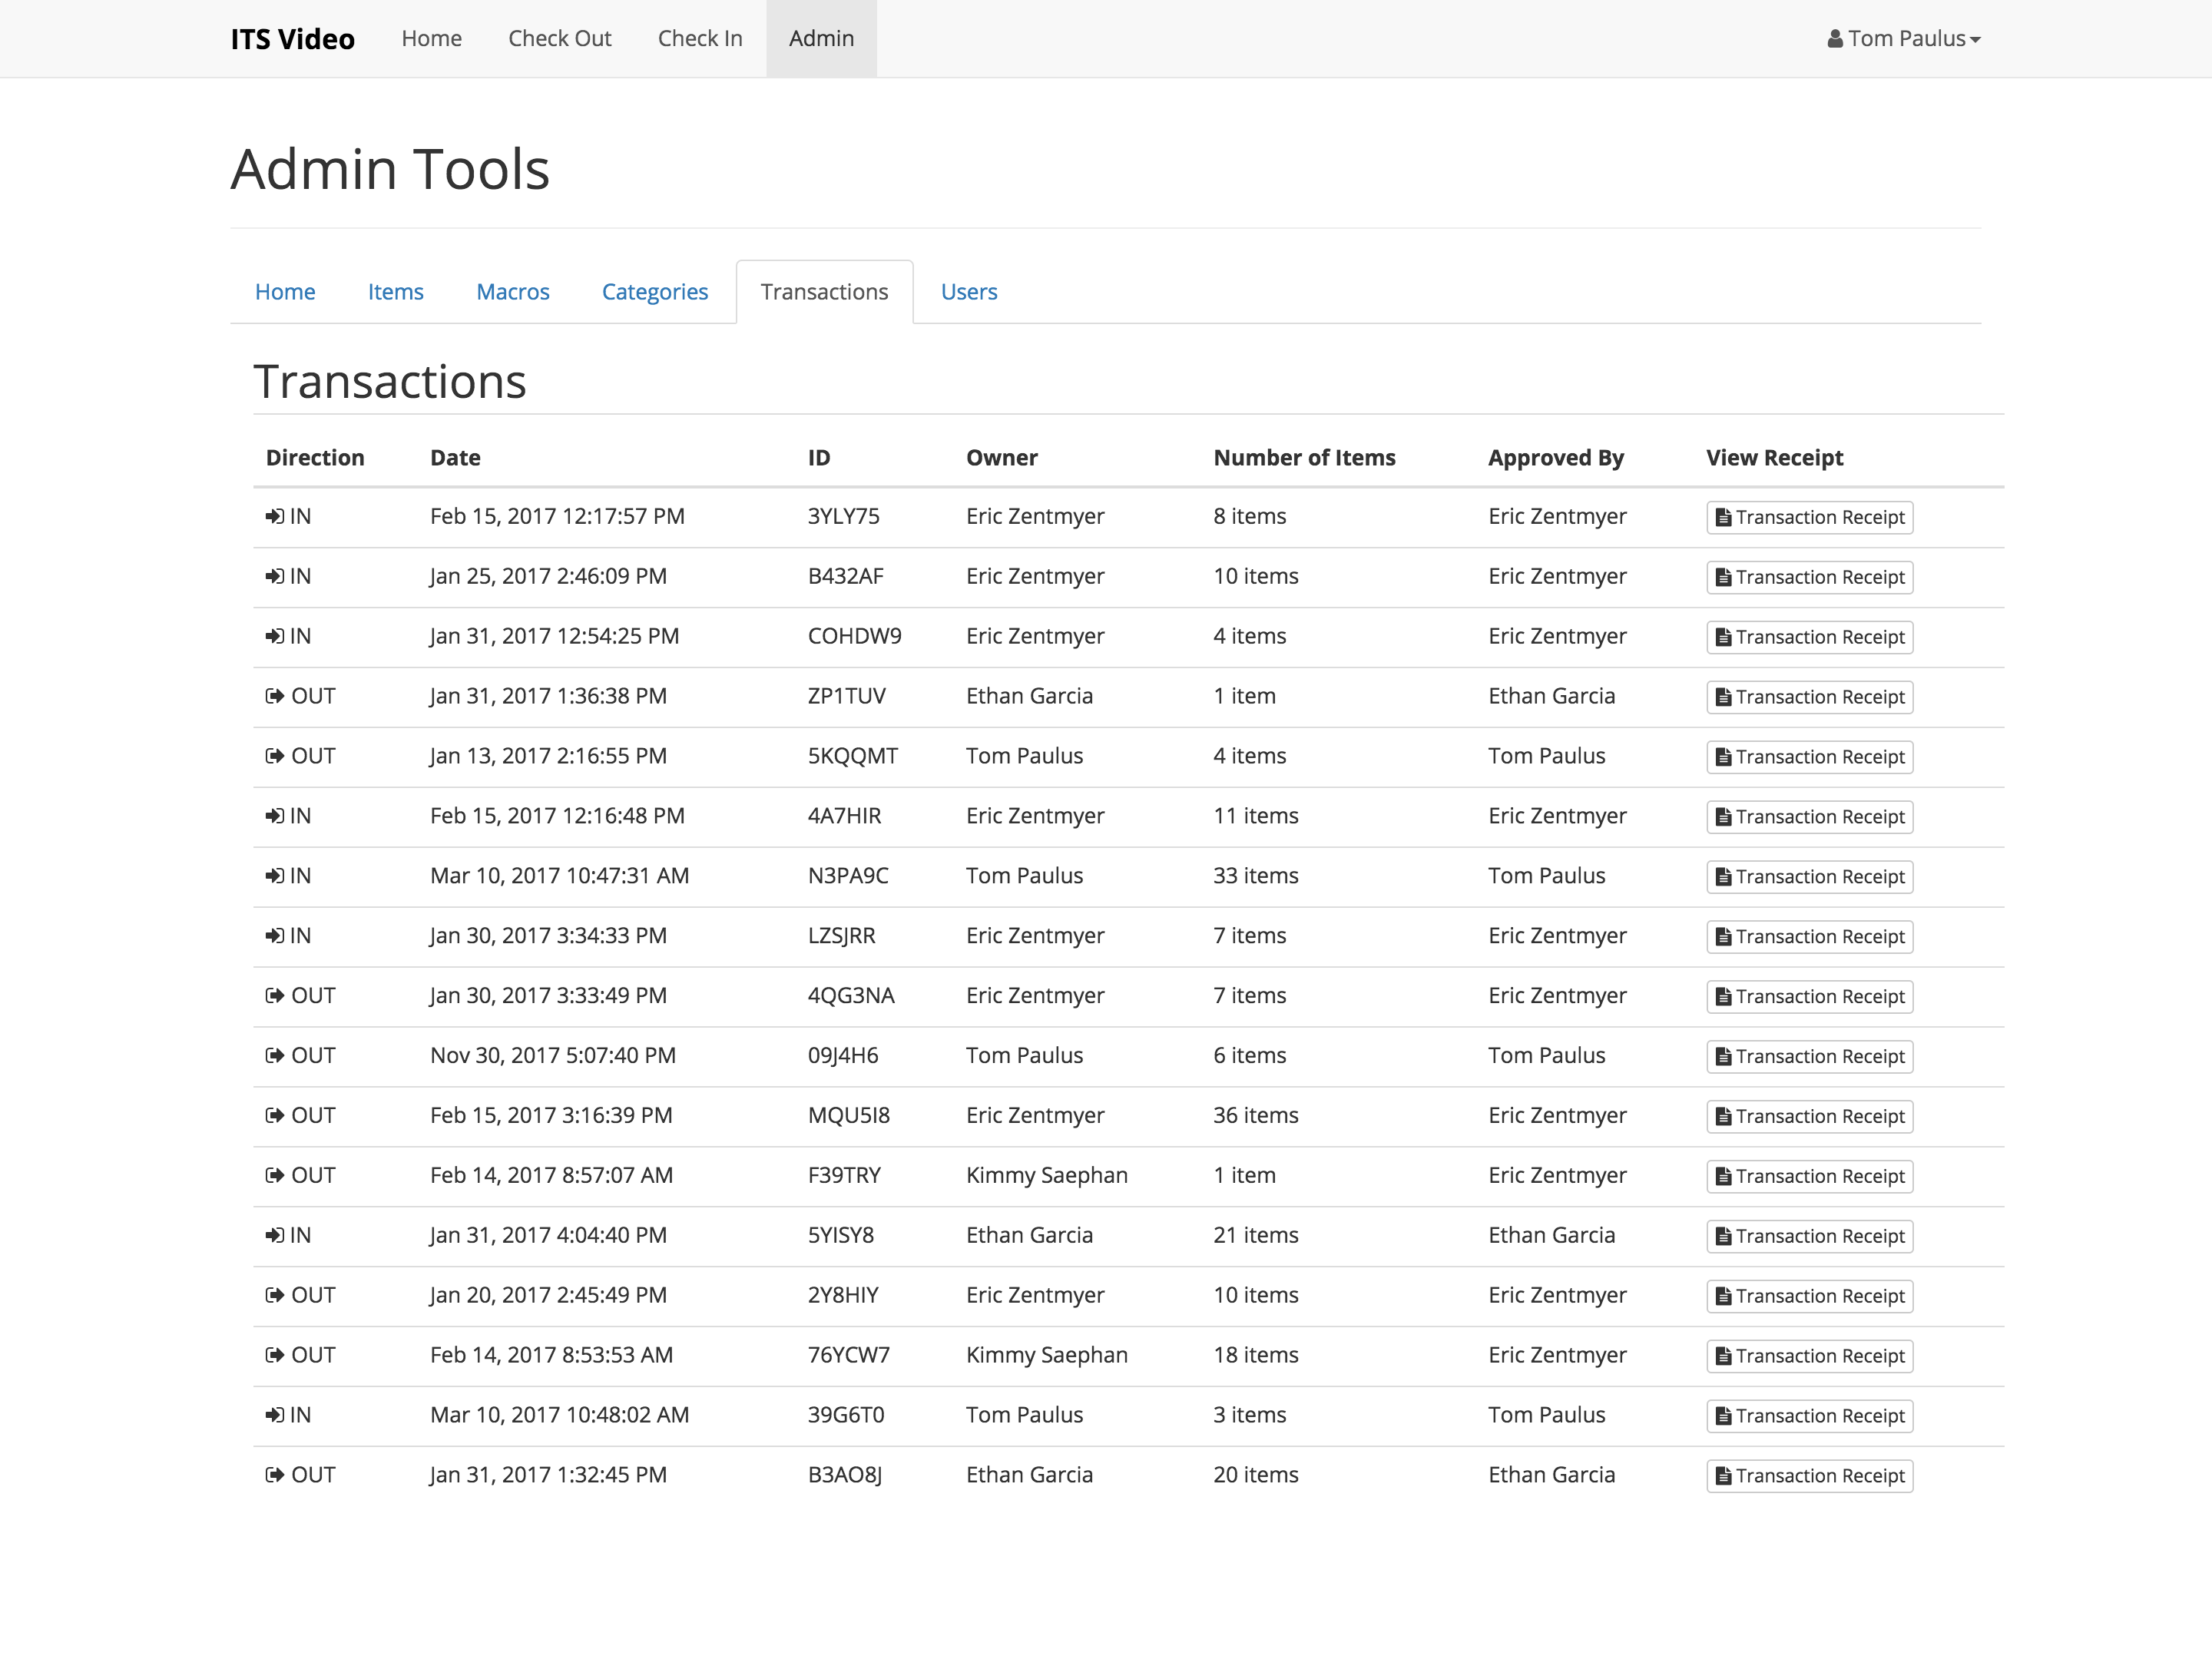 ITS Video Home Check Out Check In Admin Tom Paulus
Admin Tools
Home Items Macros Categories Transactions Users
Transactions
Direction Date ID Owner Number of Items Approved By View Receipt
IN Feb 15, 2017 12:17:57 PM 3YLY75 Eric Zentmyer 8 items Eric Zentmyer Transaction Receipt
IN Jan 25, 2017 2:46:09 PM B432AF Eric Zentmyer 10 items Eric Zentmyer Transaction Receipt
IN Jan 31, 2017 12:54:25 PM COHDW9 Eric Zentmyer 4 items Eric Zentmyer Transaction Receipt
OUT Jan 31, 2017 1:36:38 PM ZP1TUV Ethan Garcia 1 item Ethan Garcia Transaction Receipt
OUT Jan 13, 2017 2:16:55 PM 5KQQMT Tom Paulus 4 items Tom Paulus Transaction Receipt
IN Feb 15, 2017 12:16:48 PM 4A7HIR Eric Zentmyer 11 items Eric Zentmyer Transaction Receipt
IN Mar 10, 2017 10:47:31 AM N3PA9C Tom Paulus 33 items Tom Paulus Transaction Receipt
IN Jan 30, 2017 3:34:33 PM LZSJRR Eric Zentmyer 7 items Eric Zentmyer Transaction Receipt
OUT Jan 30, 2017 3:33:49 PM 4QG3NA Eric Zentmyer 7 items Eric Zentmyer Transaction Receipt
OUT Nov 30, 2017 5:07:40 PM 09J4H6 Tom Paulus 6 items Tom Paulus Transaction Receipt
OUT Feb 15, 2017 3:16:39 PM MQU5I8 Eric Zentmyer 36 items Eric Zentmyer Transaction Receipt
OUT Feb 14, 2017 8:57:07 AM F39TRY Kimmy Saephan 1 item Eric Zentmyer Transaction Receipt
IN Jan 31, 2017 4:04:40 PM 5YISY8 Ethan Garcia 21 items Ethan Garcia Transaction Receipt
OUT Jan 20, 2017 2:45:49 PM 2Y8HIY Eric Zentmyer 10 items Eric Zentmyer Transaction Receipt
OUT Feb 14, 2017 8:53:53 AM 76YCW7 Kimmy Saephan 18 items Eric Zentmyer Transaction Receipt
IN Mar 10, 2017 10:48:02 AM 39G6T0 Tom Paulus 3 items Tom Paulus Transaction Receipt
OUT Jan 31, 2017 1:32:45 PM B3AO8J Ethan Garcia 20 items Ethan Garcia Transaction Receipt